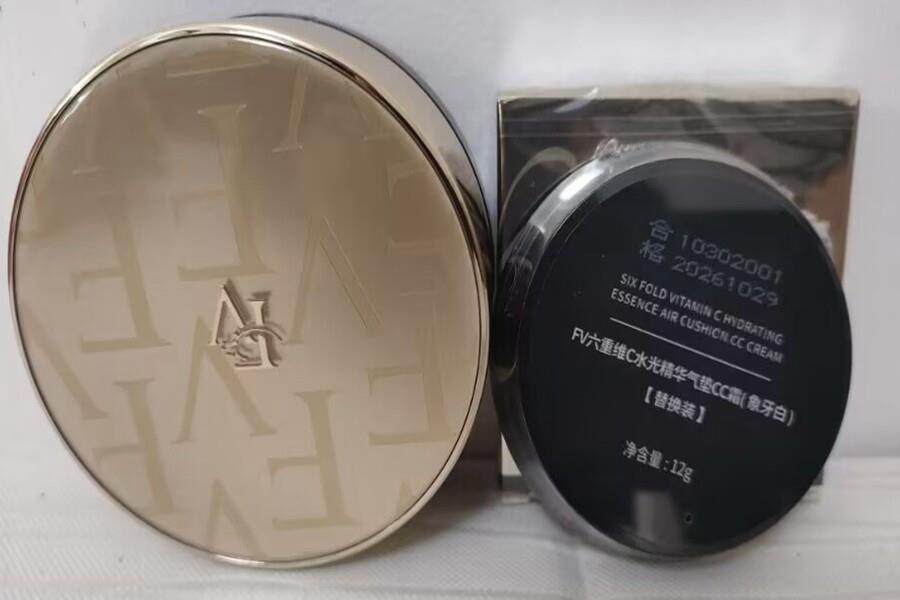 合 10302001
格 20261029
SIX FOLD VITAMIN C HYDRATING
ESSENCE AIR CUSHION CC CREAM
FV六重维C水光精华气垫CC霜(象牙白)
【替换装】
净含量:12g